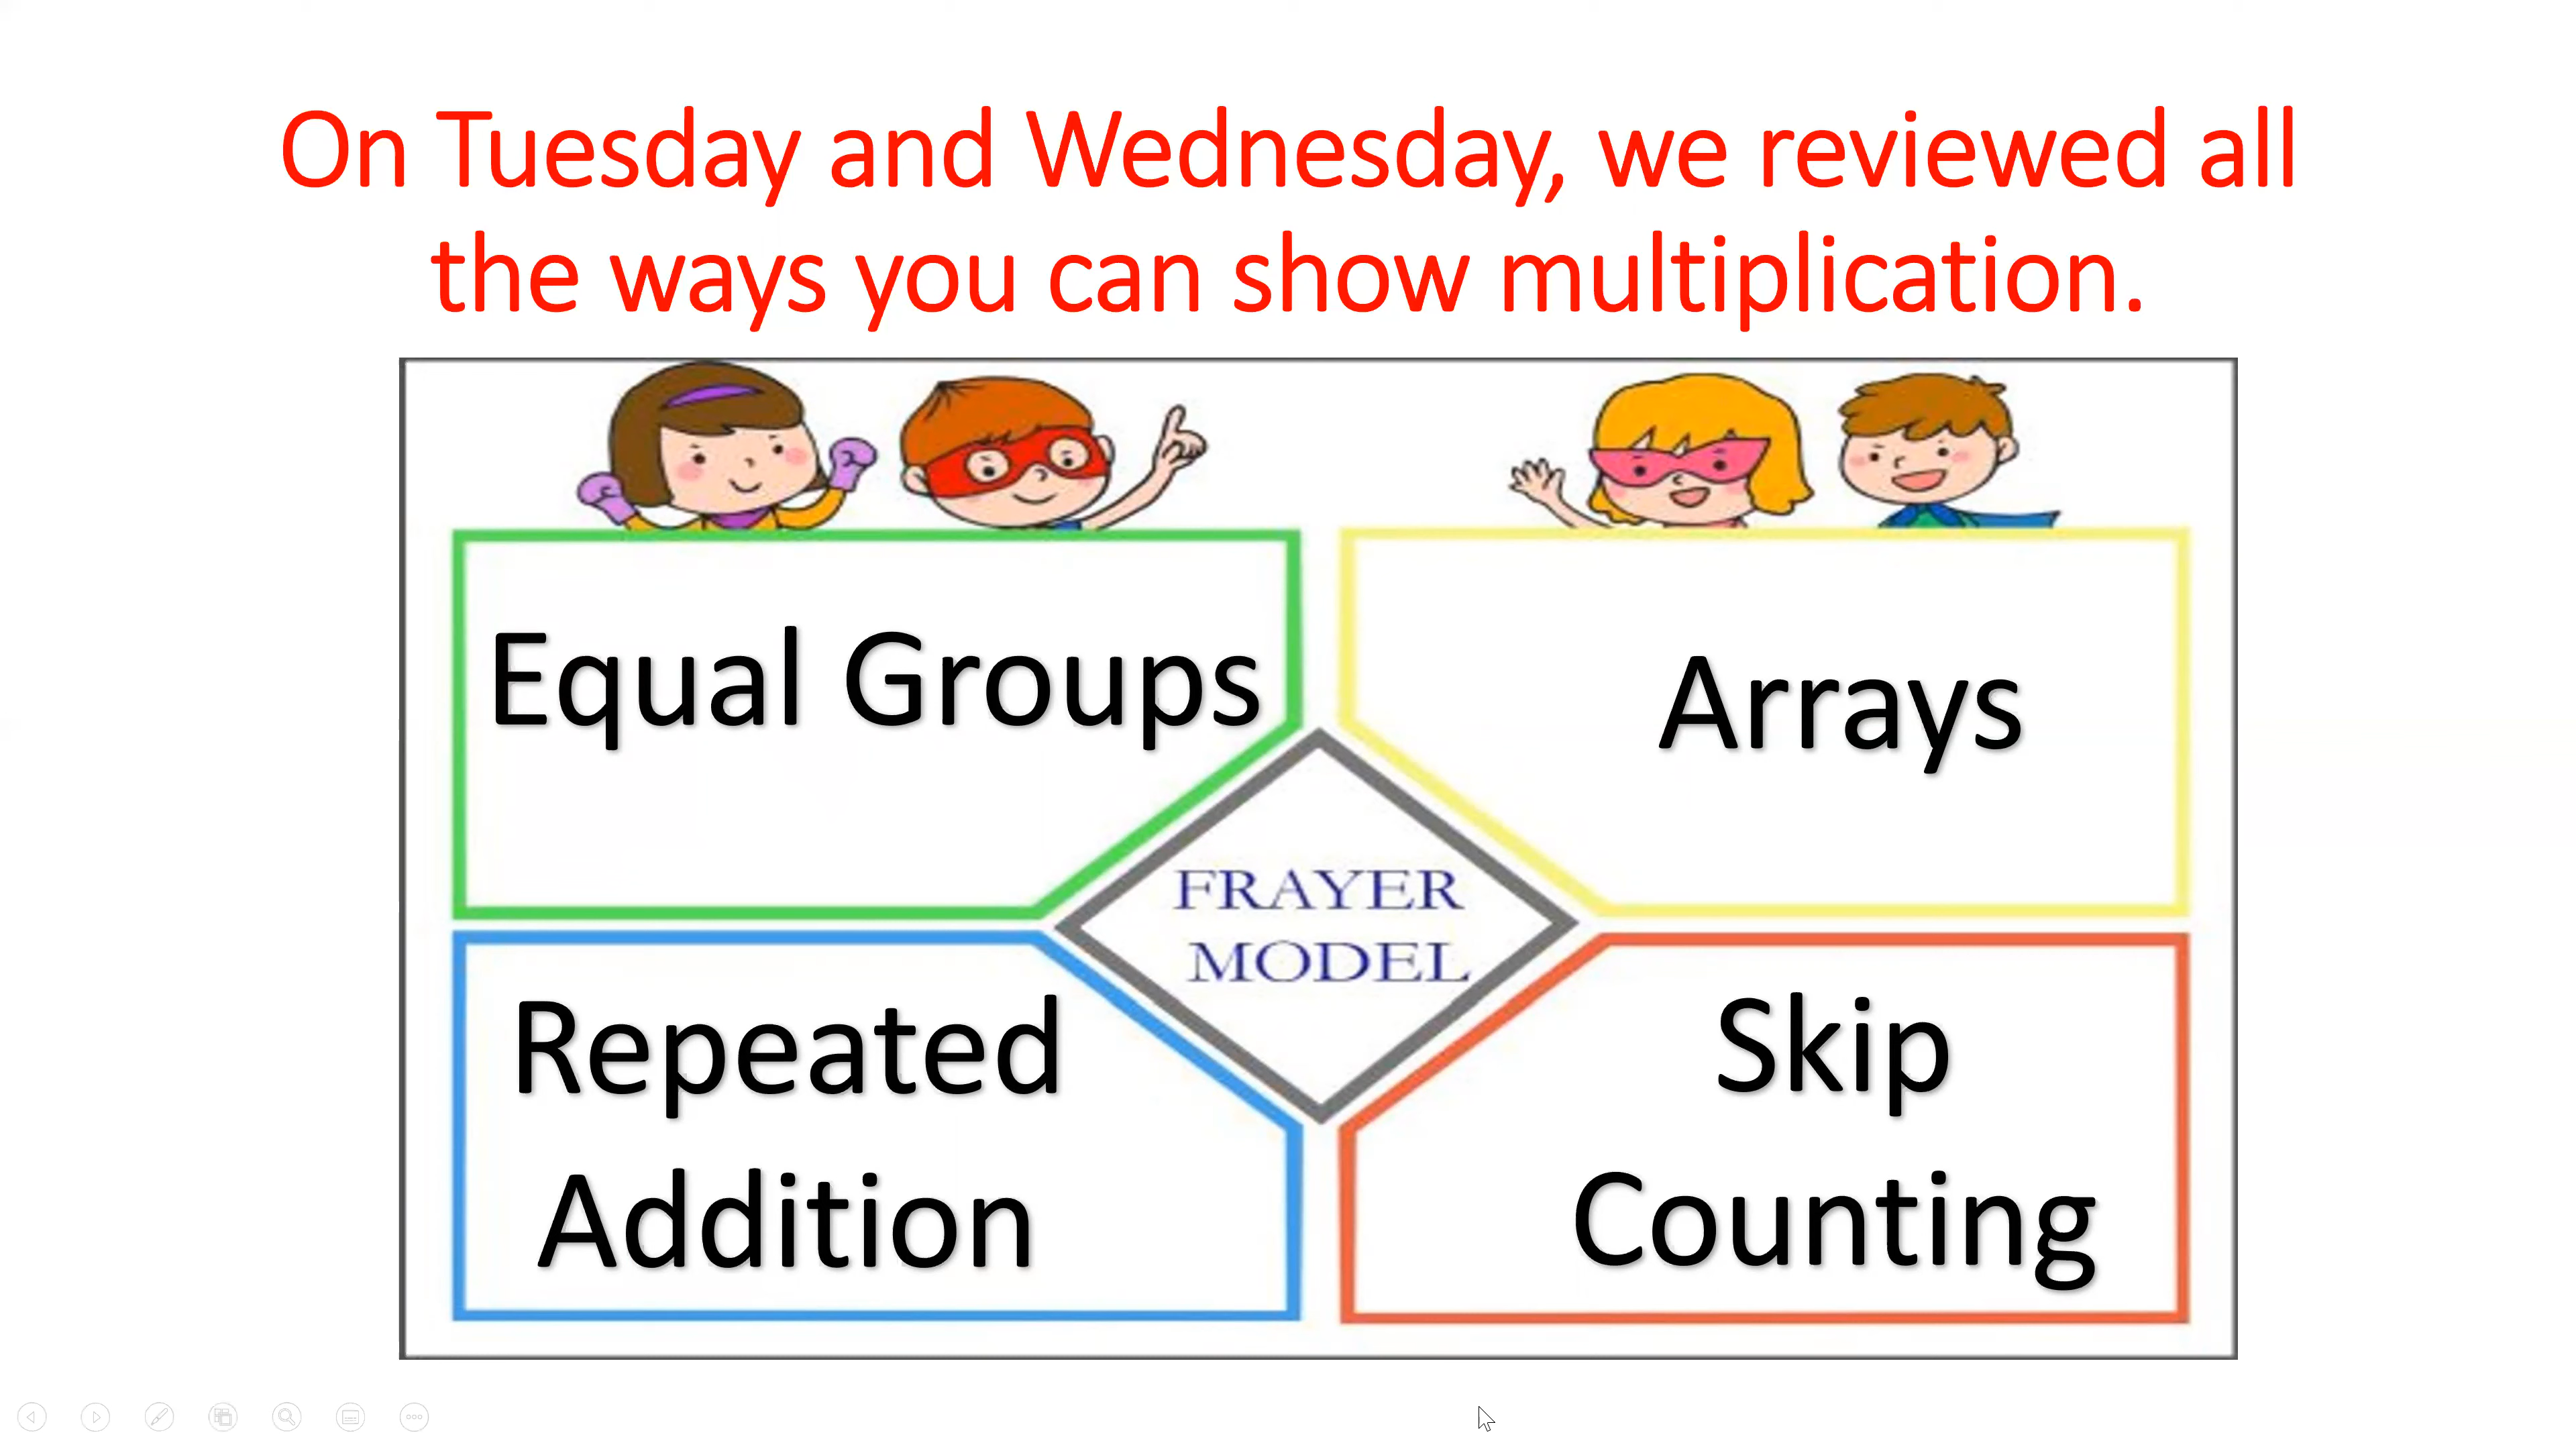 On Tuesday and Wednesday, we reviewed all
the ways you can show multiplication.
Equal Groups
Arrays
FRAYER
MODEL
Repeated
Addition
Skip
Counting